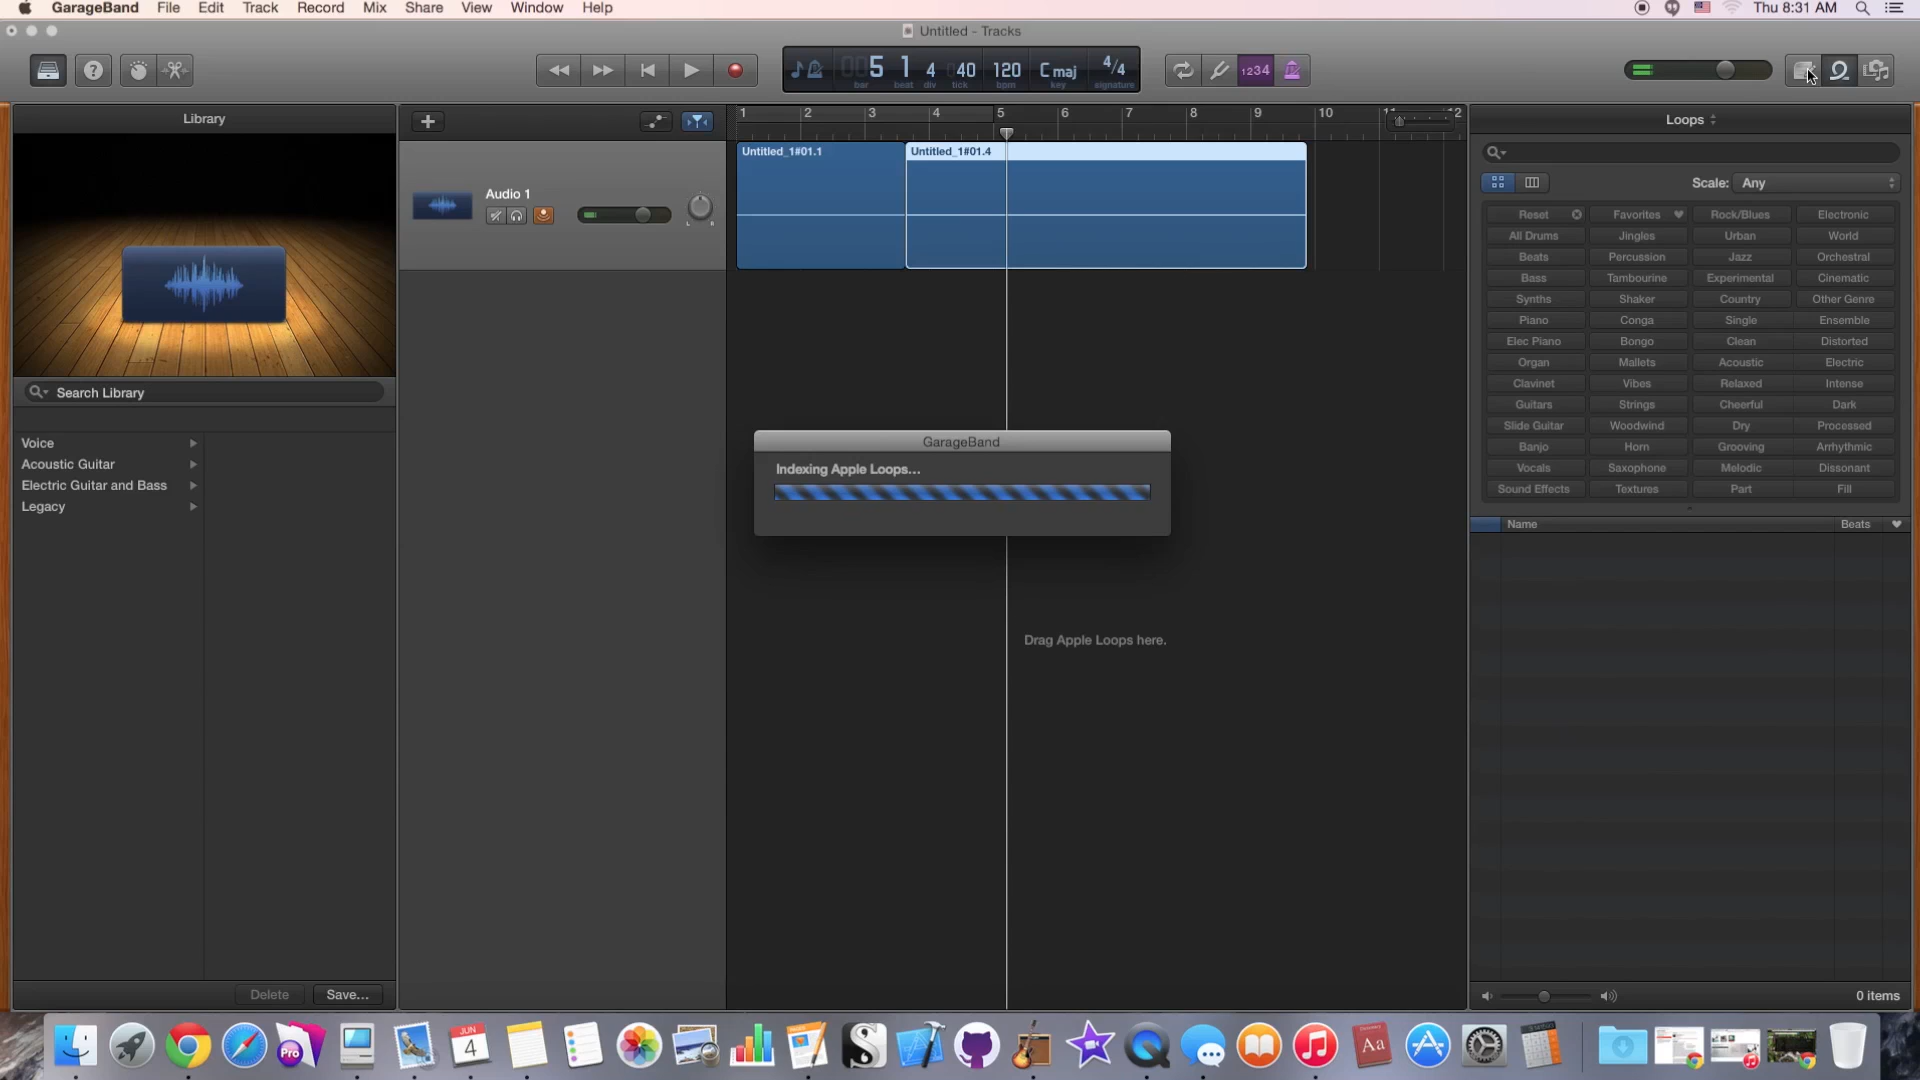 GarageBand File Edit Track Record Mix Share View Window Help Thu 8:31 AM
Untitled - Tracks
005 1 4 40 120 C maj 4/4
bar beat div tick bpm key signature
1234
Library
1 2 3 4 5 6 7 8 9 10 11 12
Loops
Untitled_1#01.1 Untitled_1#01.4
Audio 1
L R
Scale: Any
Reset Favorites Rock/Blues Electronic
All Drums Jingles Urban World
Beats Percussion Jazz Orchestral
Bass Tambourine Experimental Cinematic
Synths Shaker Country Other Genre
Piano Conga Single Ensemble
Elec Piano Bongo Clean Distorted
Organ Mallets Acoustic Electric
Clavinet Vibes Relaxed Intense
Guitars Strings Cheerful Dark
Slide Guitar Woodwind Dry Processed
Banjo Horn Grooving Arrhythmic
Vocals Saxophone Melodic Dissonant
Sound Effects Textures Part Fill
Name Beats
Search Library
Voice
Acoustic Guitar
Electric Guitar and Bass
Legacy
GarageBand
Indexing Apple Loops...
Drag Apple Loops here.
Delete Save...
0 items
Pro
JUN
4
Aa